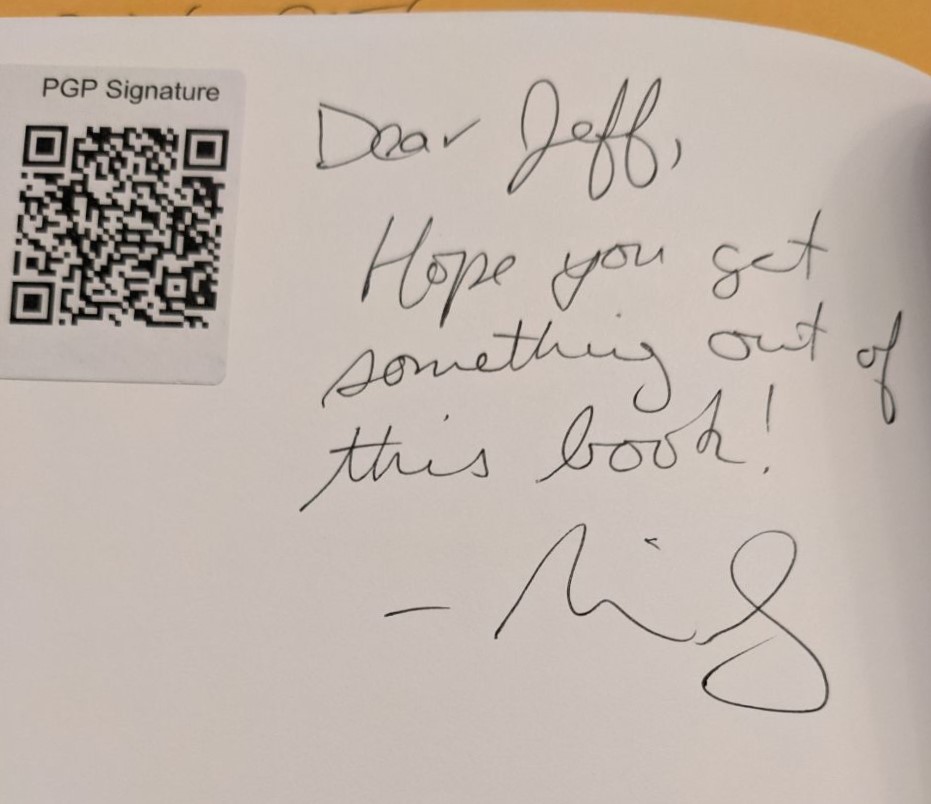 PGP Signature
Dear Jeff,
Hope you get
something out of
this book!